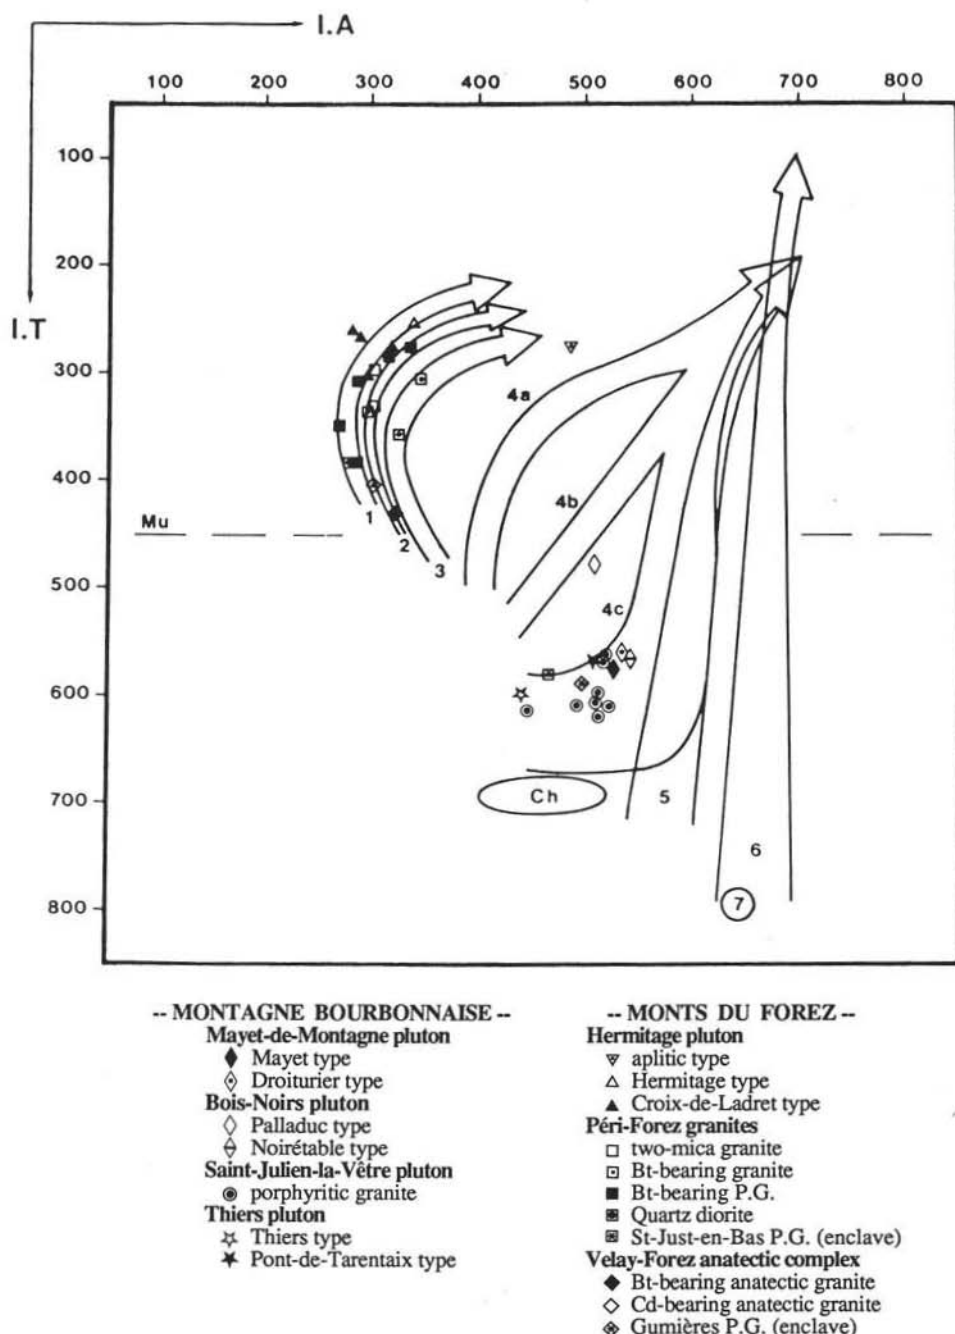 I.A
100 200 300 400 500 600 700 800
100
200
I.T
300
4a
400
4b
Mu
1
2
3
500
4c
600
700
Ch
5
6
800
7
-- MONTAGNE BOURBONNAISE --
Mayet-de-Montagne pluton
Mayet type
Droiturier type
Bois-Noirs pluton
Palladuc type
Noirétable type
Saint-Julien-la-Vêtre pluton
porphyritic granite
Thiers pluton
Thiers type
Pont-de-Tarentaix type
-- MONTS DU FOREZ --
Hermitage pluton
aplitic type
Hermitage type
Croix-de-Ladret type
Péri-Forez granites
two-mica granite
Bt-bearing granite
Bt-bearing P.G.
Quartz diorite
St-Just-en-Bas P.G. (enclave)
Velay-Forez anatectic complex
Bt-bearing anatectic granite
Cd-bearing anatectic granite
Gumières P.G. (enclave)